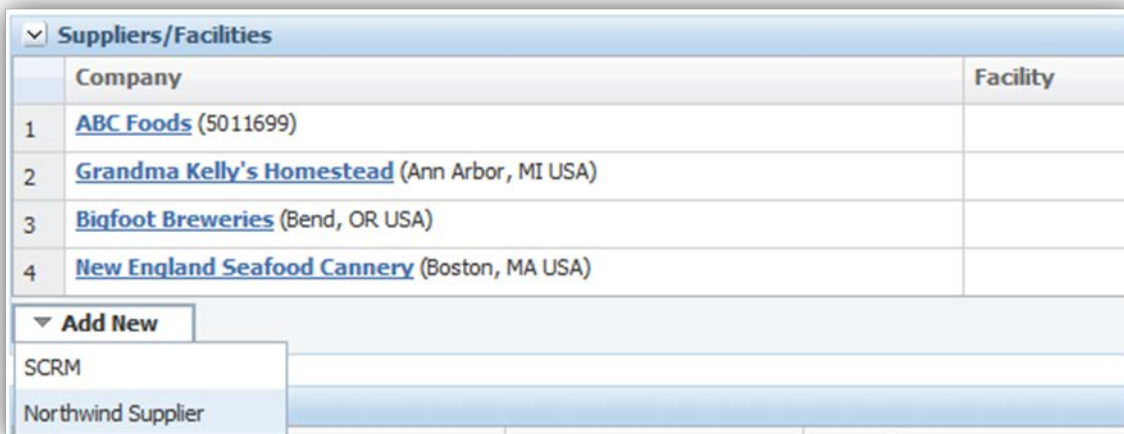 Suppliers/Facilities
Company Facility
1 ABC Foods (5011699)
2 Grandma Kelly's Homestead (Ann Arbor, MI USA)
3 Bigfoot Breweries (Bend, OR USA)
4 New England Seafood Cannery (Boston, MA USA)
Add New
SCRM
Northwind Supplier